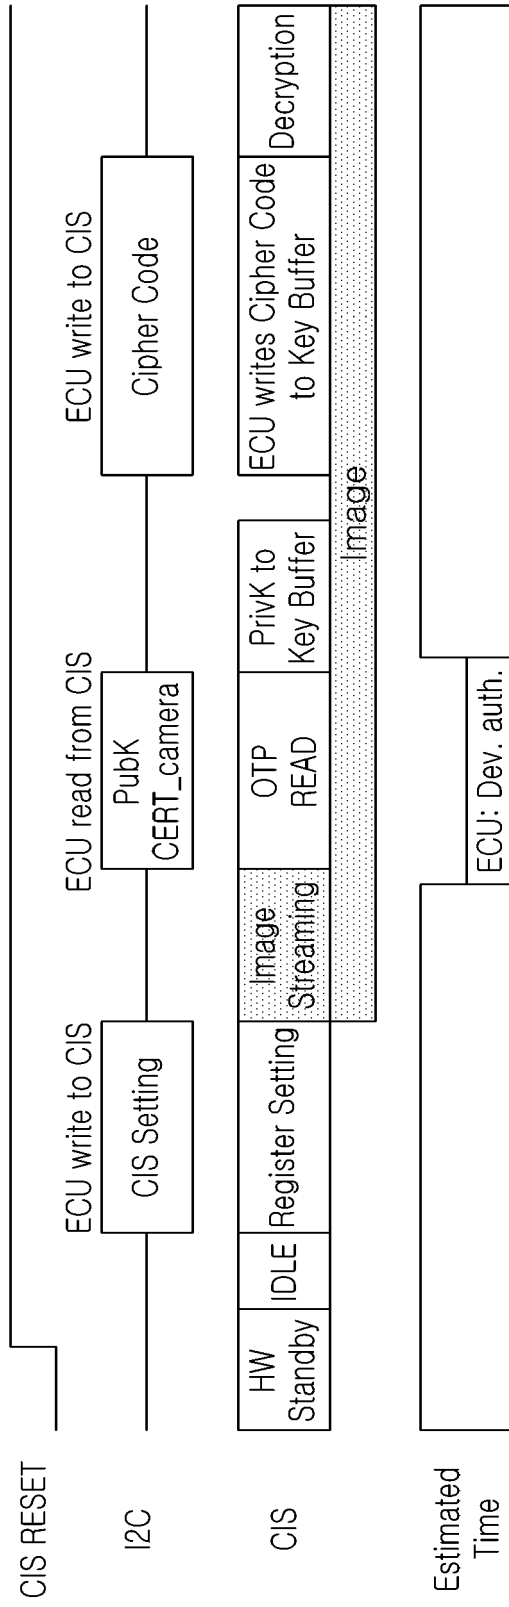 CIS RESET
I2C
ECU write to CIS
CIS Setting
ECU read from CIS
PubK
CERT_camera
ECU write to CIS
Cipher Code
CIS
HW
Standby
IDLE
Register Setting
Image
Streaming
OTP
READ
PrivK to
Key Buffer
ECU writes Cipher Code
to Key Buffer
Decryption
Image
Estimated
Time
ECU: Dev. auth.